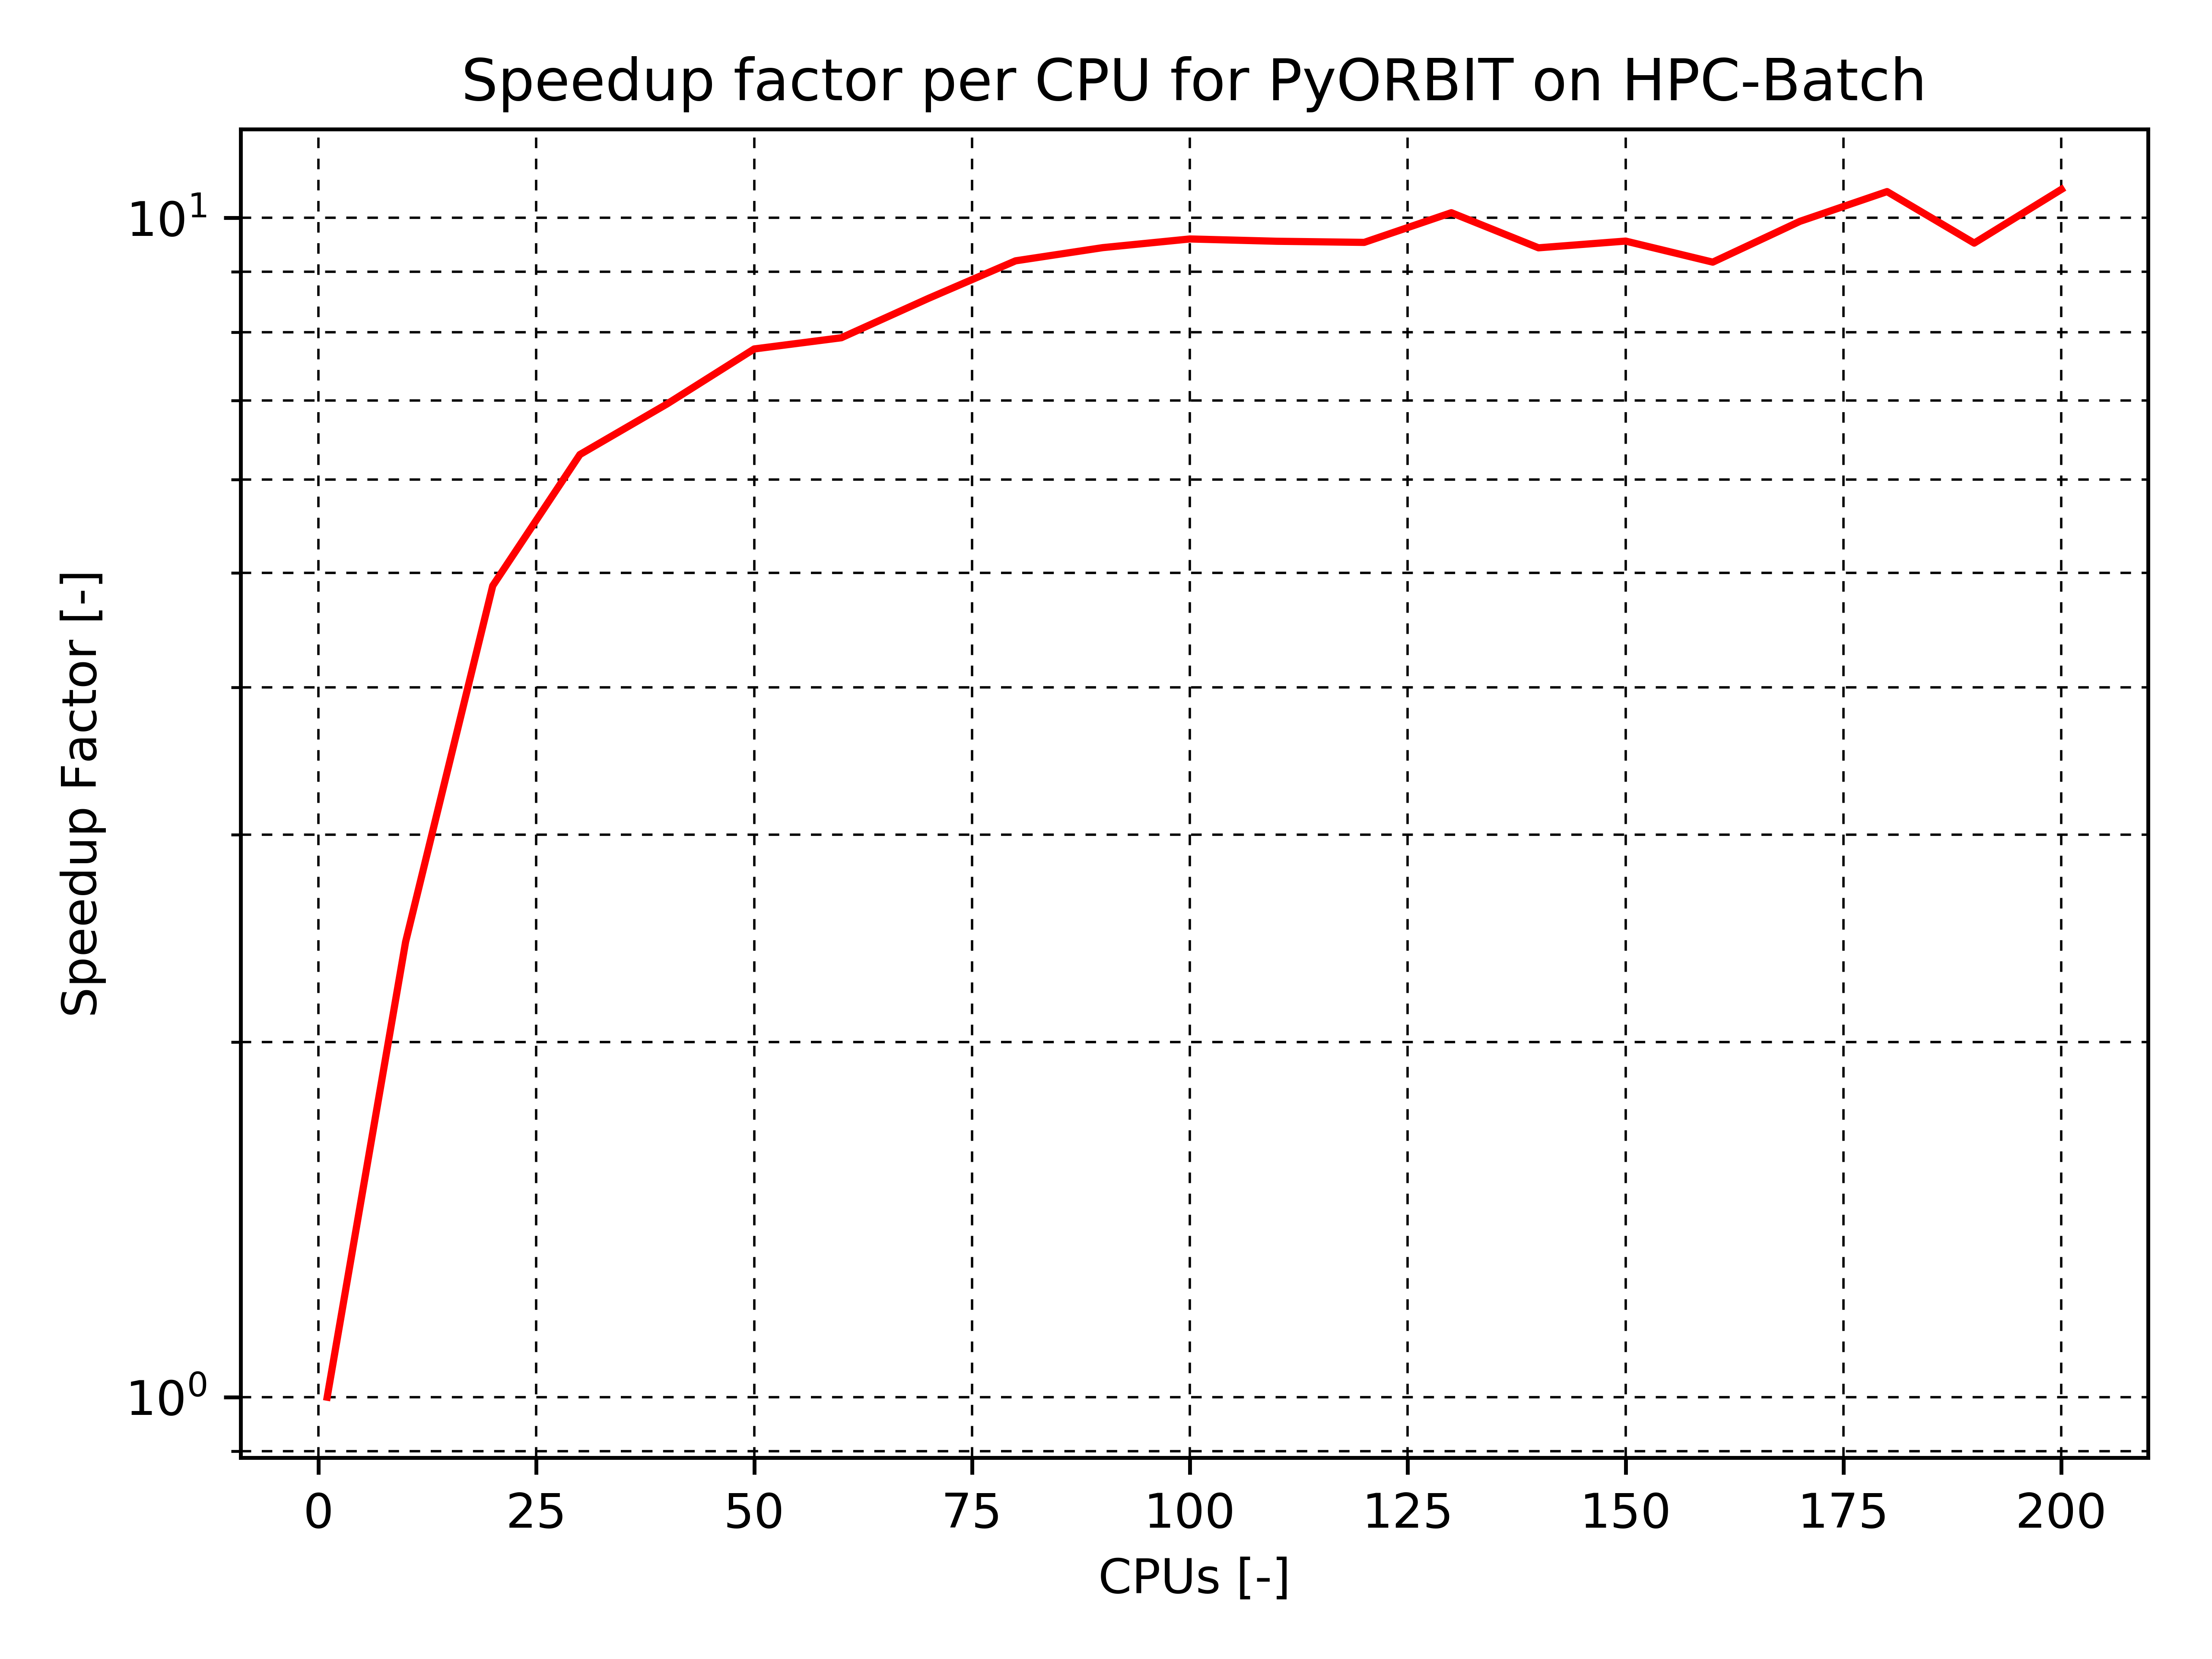 Speedup factor per CPU for PyORBIT on HPC-Batch
10¹
10⁰
Speedup Factor [-]
0 25 50 75 100 125 150 175 200
CPUs [-]